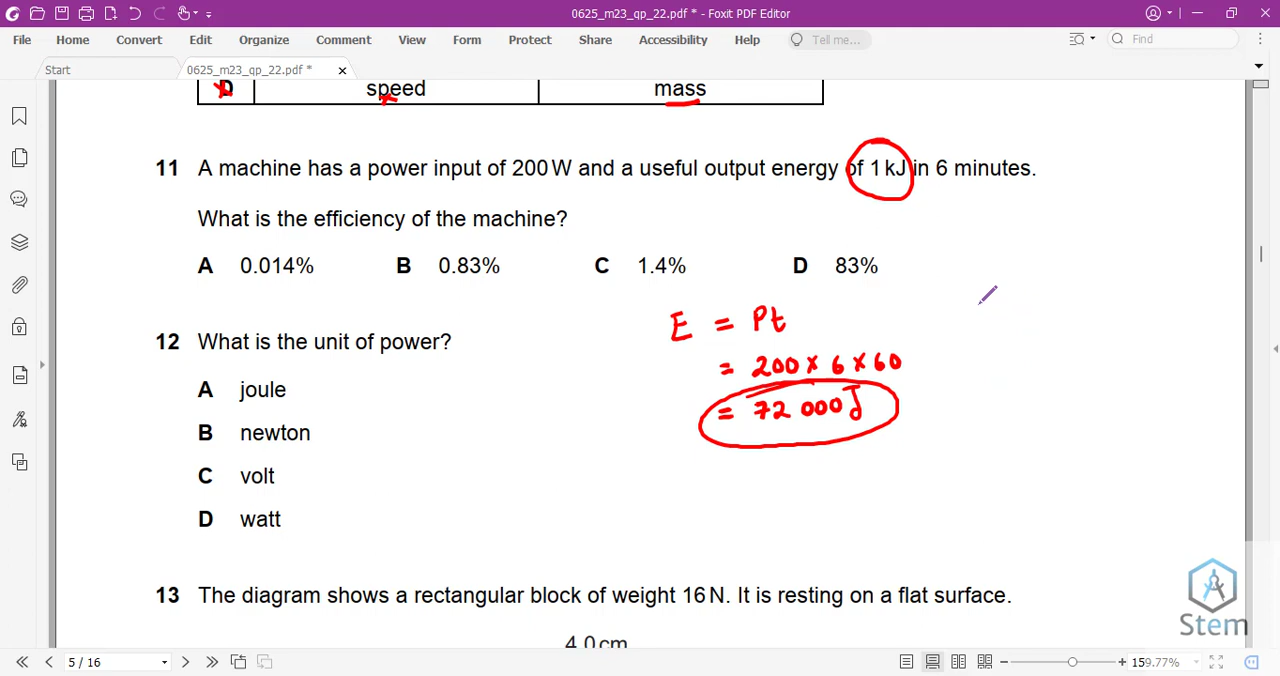 0625_m23_qp_22.pdf * - Foxit PDF Editor
File Home Convert Edit Organize Comment View Form Protect Share Accessibility Help Tell me... Find
Start 0625_m23_qp_22.pdf *
D speed mass
11 A machine has a power input of 200 W and a useful output energy of 1 kJ in 6 minutes.
What is the efficiency of the machine?
A 0.014% B 0.83% C 1.4% D 83%
E = Pt
= 200 × 6 × 60
= 72 000 J
12 What is the unit of power?
A joule
B newton
C volt
D watt
13 The diagram shows a rectangular block of weight 16 N. It is resting on a flat surface.
4.0 cm
Stem
5 / 16 159.77%